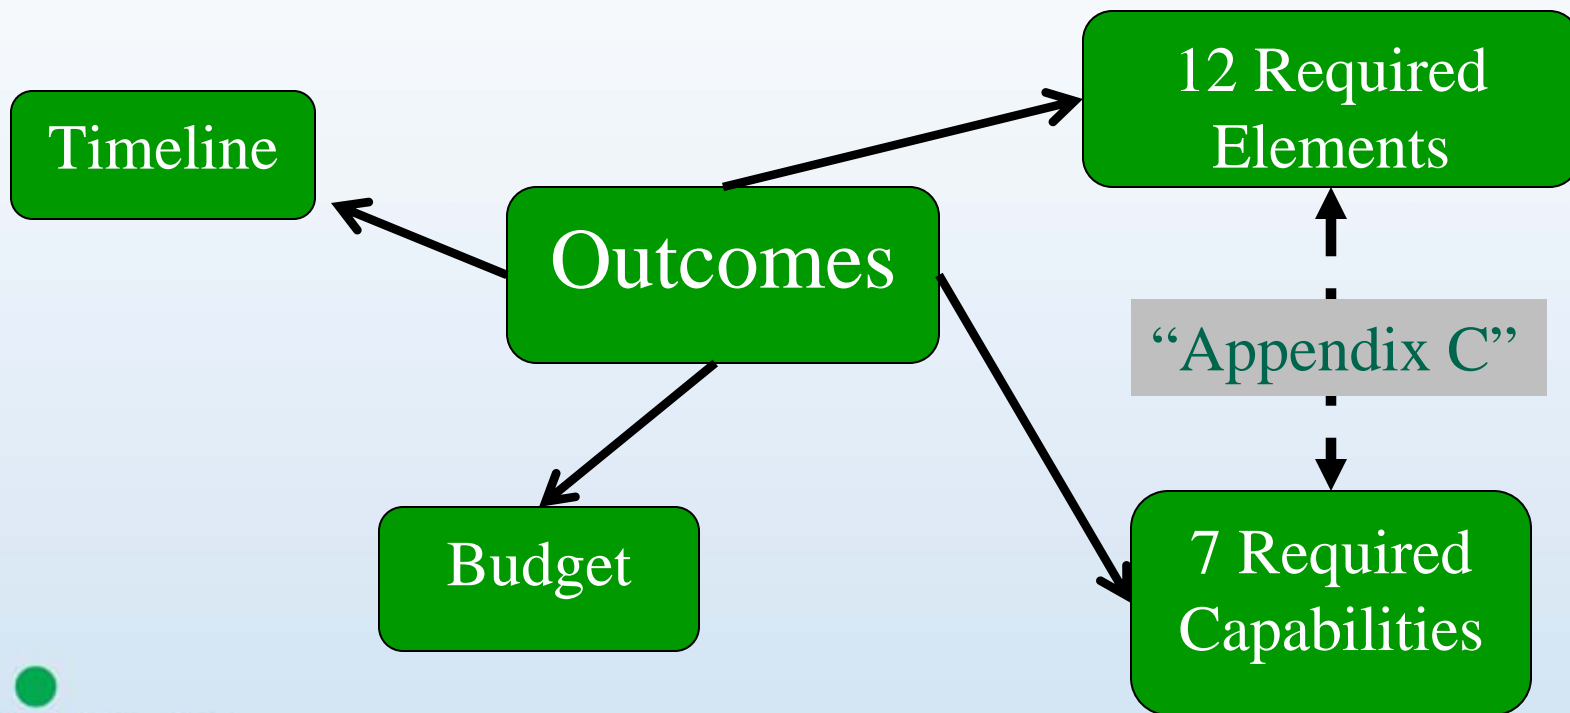 12 Required
Elements
Timeline
Outcomes
“Appendix C”
Budget
7 Required
Capabilities